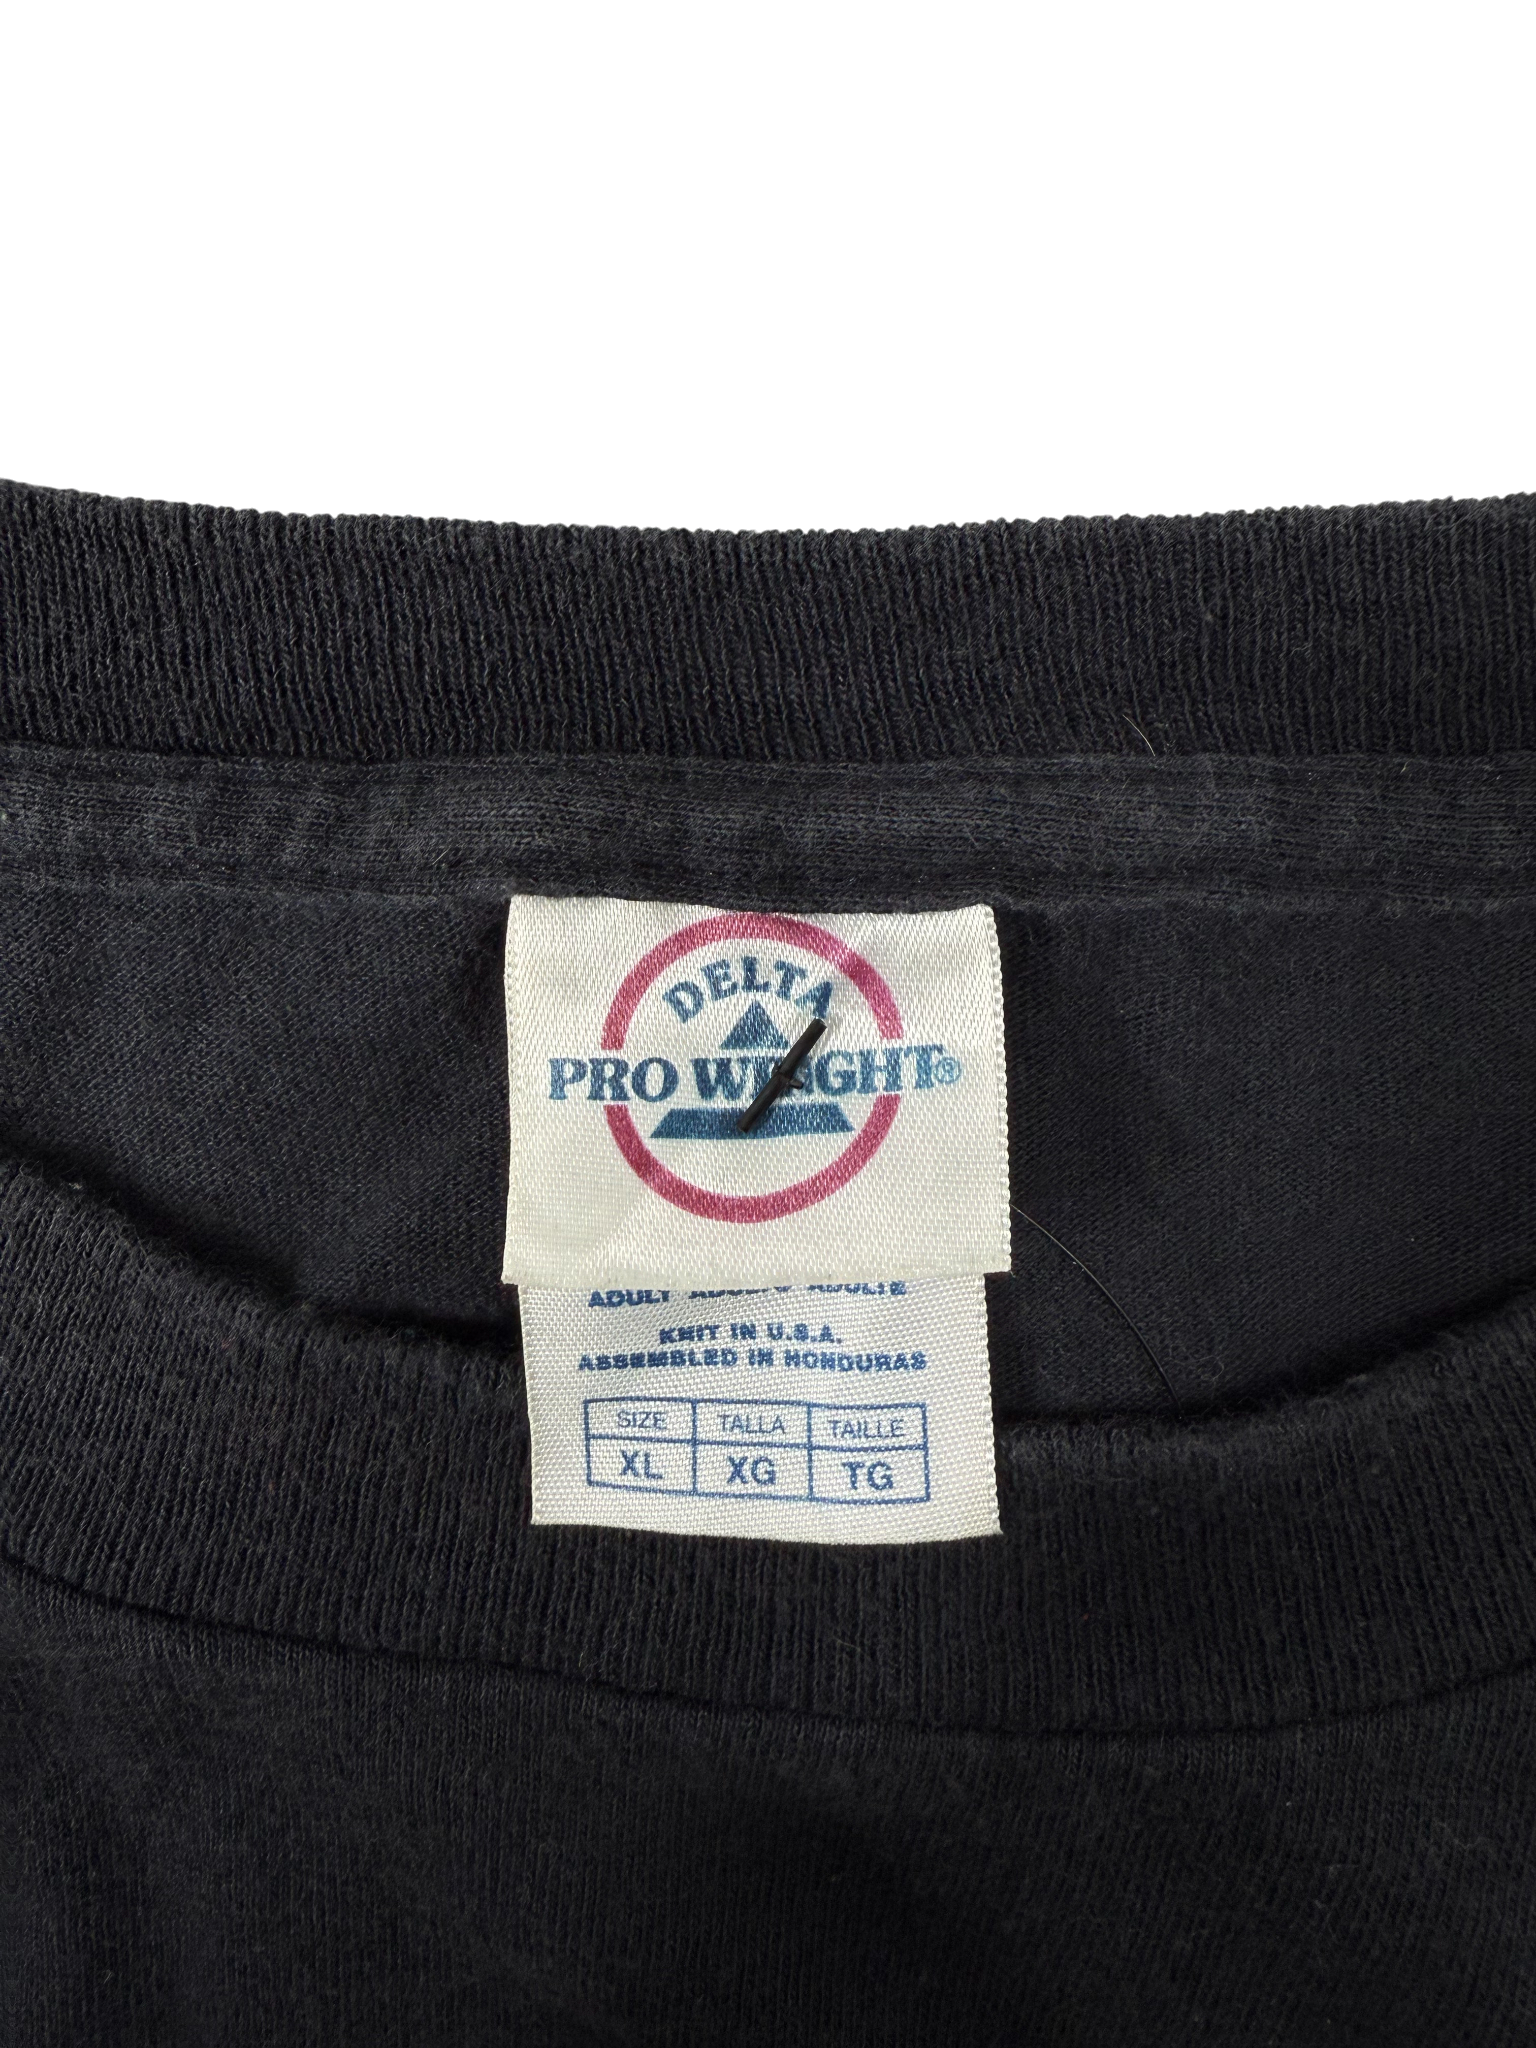 DELTA
PRO WEIGHT®
ADULT ADULTO ADULTE
KNIT IN U.S.A.
ASSEMBLED IN HONDURAS
SIZE TALLA TAILLE
XL XG TG